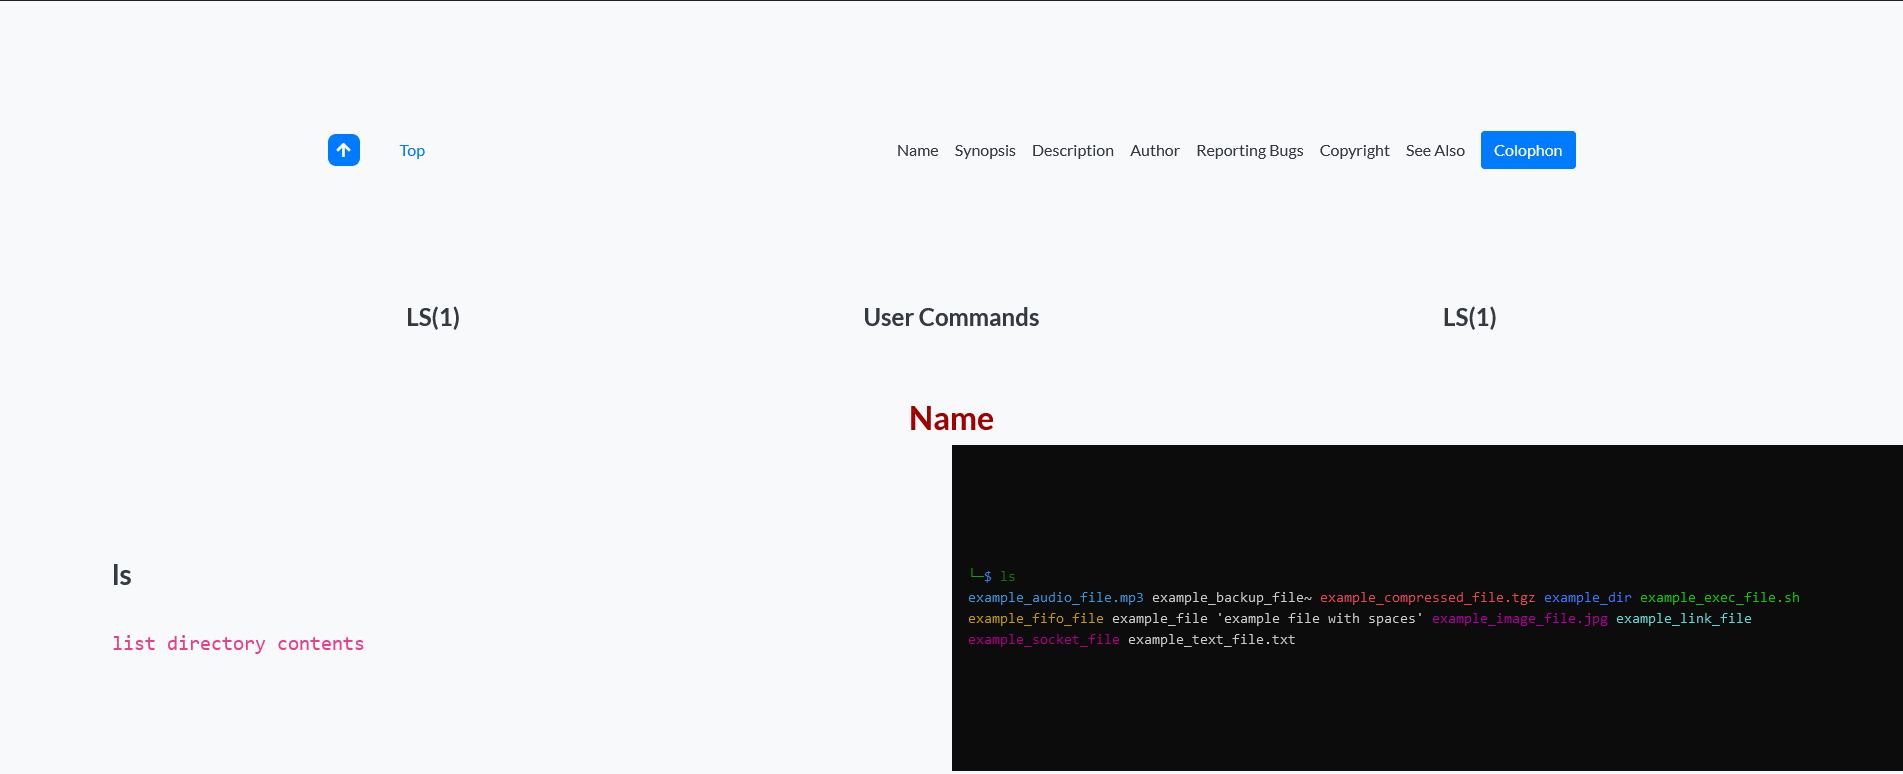 Top Name Synopsis Description Author Reporting Bugs Copyright See Also Colophon
LS(1) User Commands LS(1)
Name
ls
list directory contents
└─$ ls
example_audio_file.mp3 example_backup_file~ example_compressed_file.tgz example_dir example_exec_file.sh
example_fifo_file example_file 'example file with spaces' example_image_file.jpg example_link_file
example_socket_file example_text_file.txt